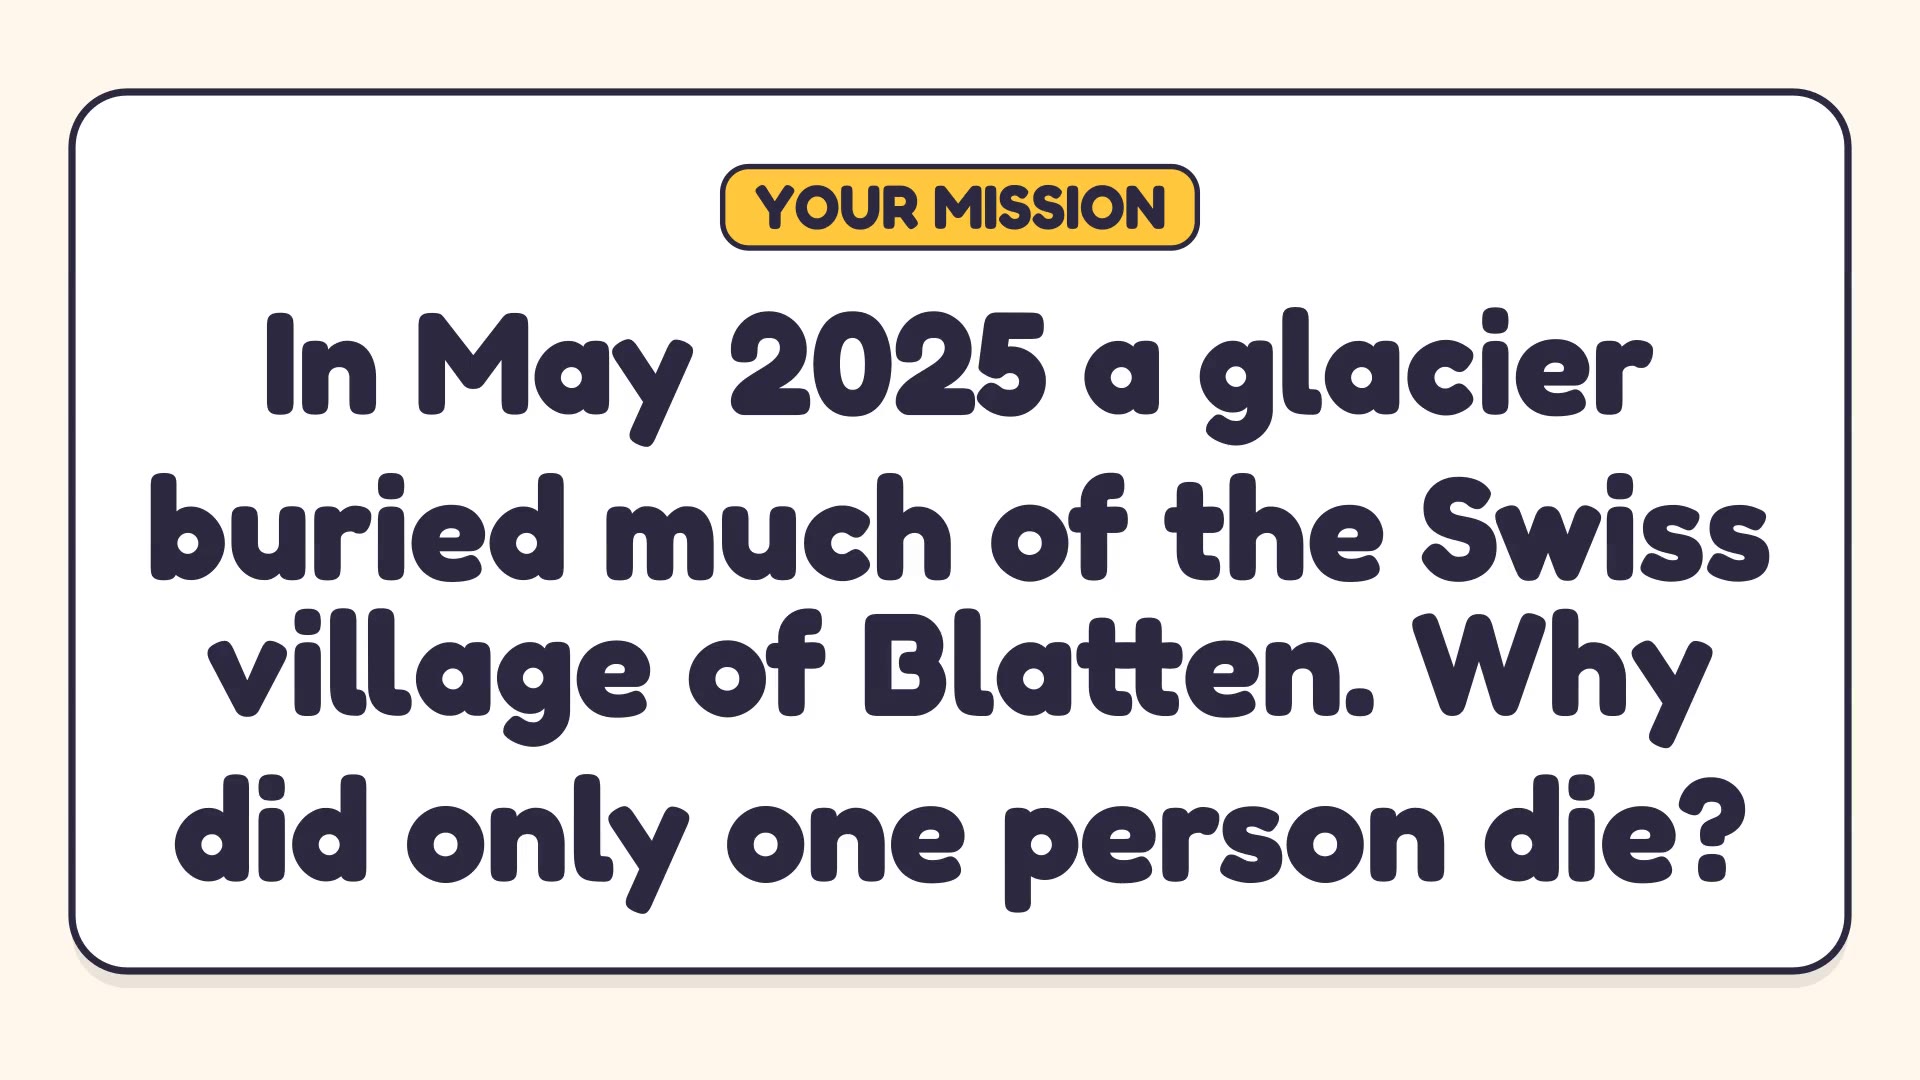 YOUR MISSION
In May 2025 a glacier
buried much of the Swiss
village of Blatten. Why
did only one person die?